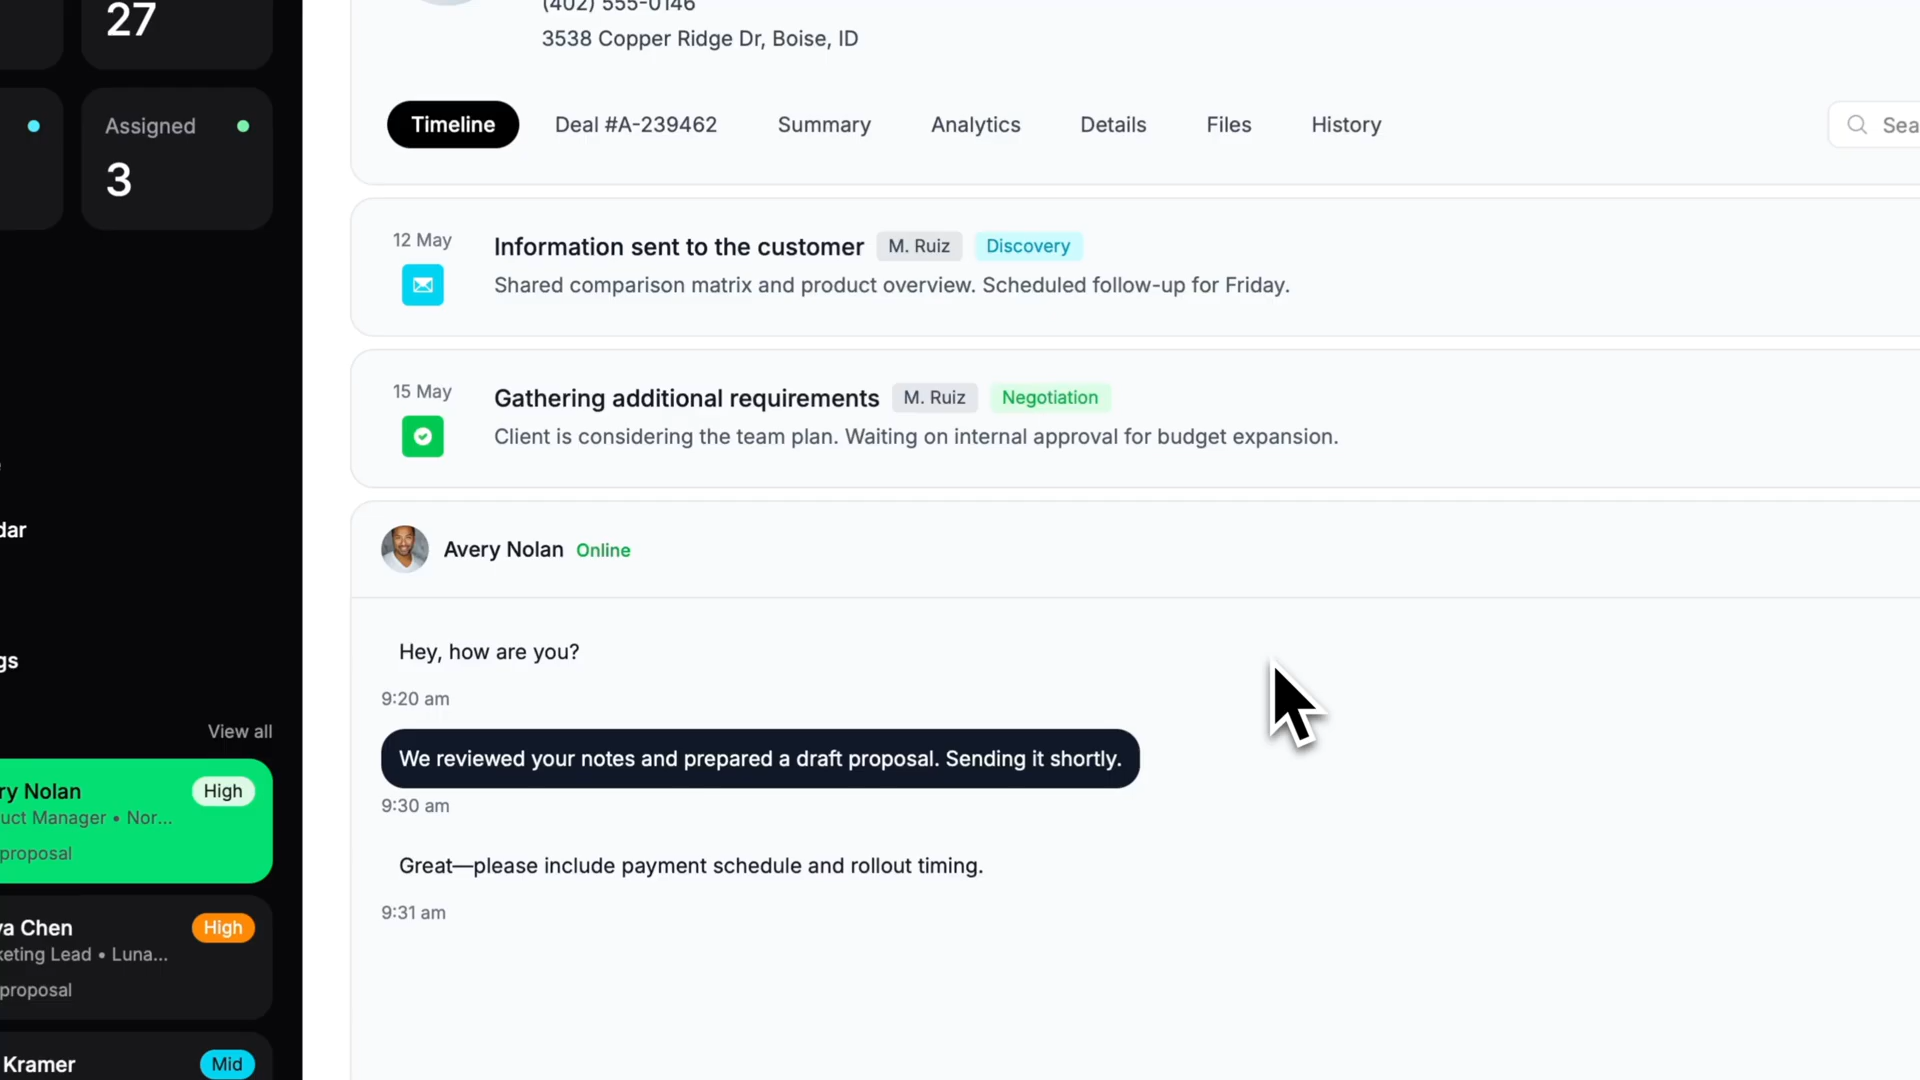 27
(402) 555-0146
3538 Copper Ridge Dr, Boise, ID
Timeline
Deal #A-239462
Summary
Analytics
Details
Files
History
Sea
Assigned
3
12 May
Information sent to the customer
M. Ruiz
Discovery
Shared comparison matrix and product overview. Scheduled follow-up for Friday.
15 May
Gathering additional requirements
M. Ruiz
Negotiation
Client is considering the team plan. Waiting on internal approval for budget expansion.
dar
gs
Avery Nolan
Online
Hey, how are you?
9:20 am
We reviewed your notes and prepared a draft proposal. Sending it shortly.
9:30 am
Great—please include payment schedule and rollout timing.
9:31 am
View all
ry Nolan
High
uct Manager • Nor...
proposal
a Chen
High
keting Lead • Luna...
proposal
Kramer
Mid